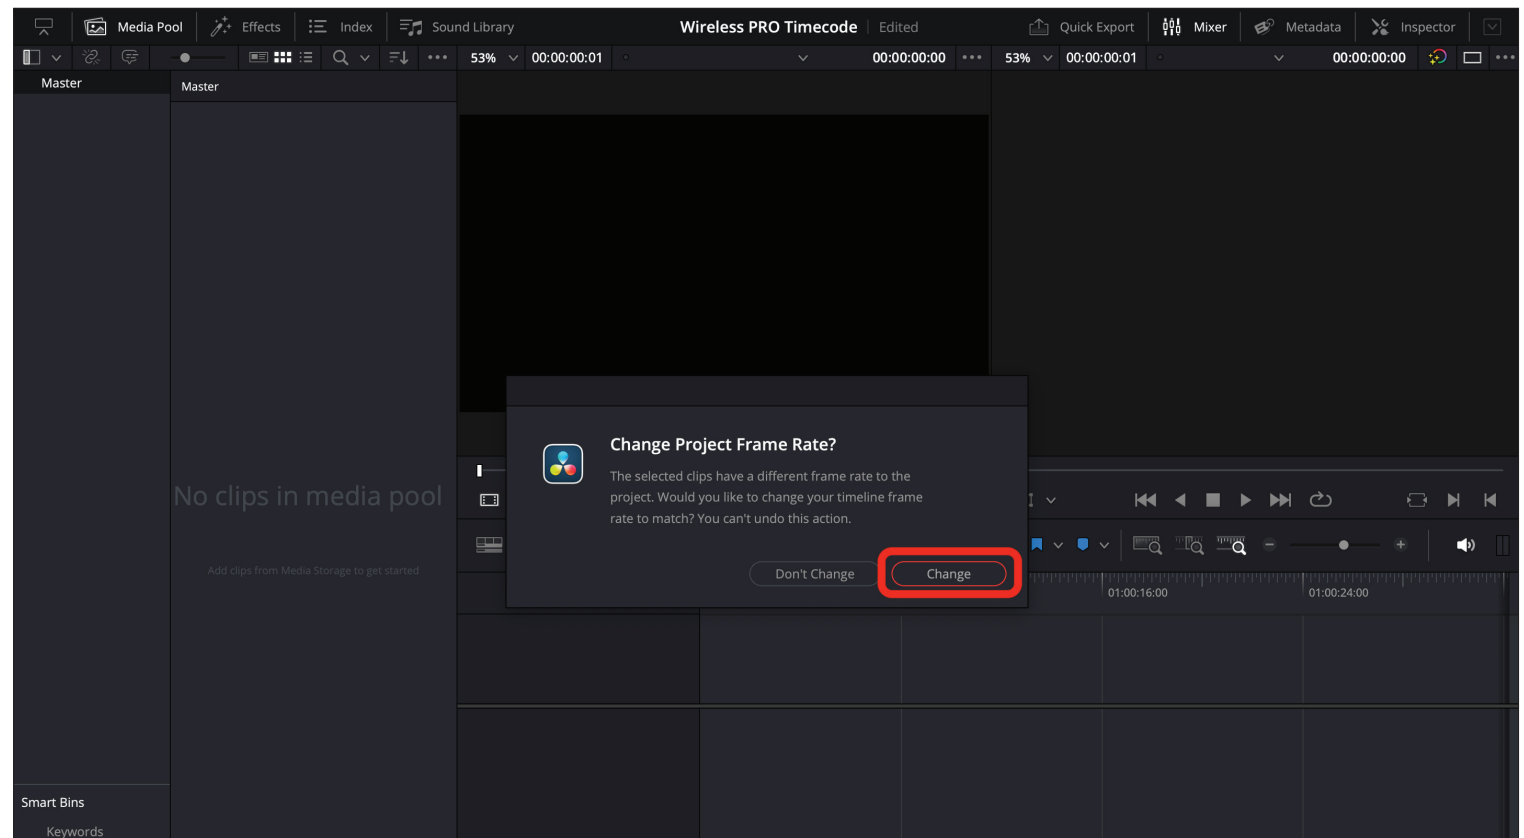 Media Pool Effects Index Sound Library Wireless PRO Timecode Edited Quick Export Mixer Metadata Inspector
53% 00:00:00:01 00:00:00:00 53% 00:00:00:01 00:00:00:00
Master Master
Change Project Frame Rate?
The selected clips have a different frame rate to the
project. Would you like to change your timeline frame
rate to match? You can't undo this action.
No clips in media pool
Add clips from Media Storage to get started
Don't Change Change
01:00:16:00 01:00:24:00
Smart Bins
Keywords